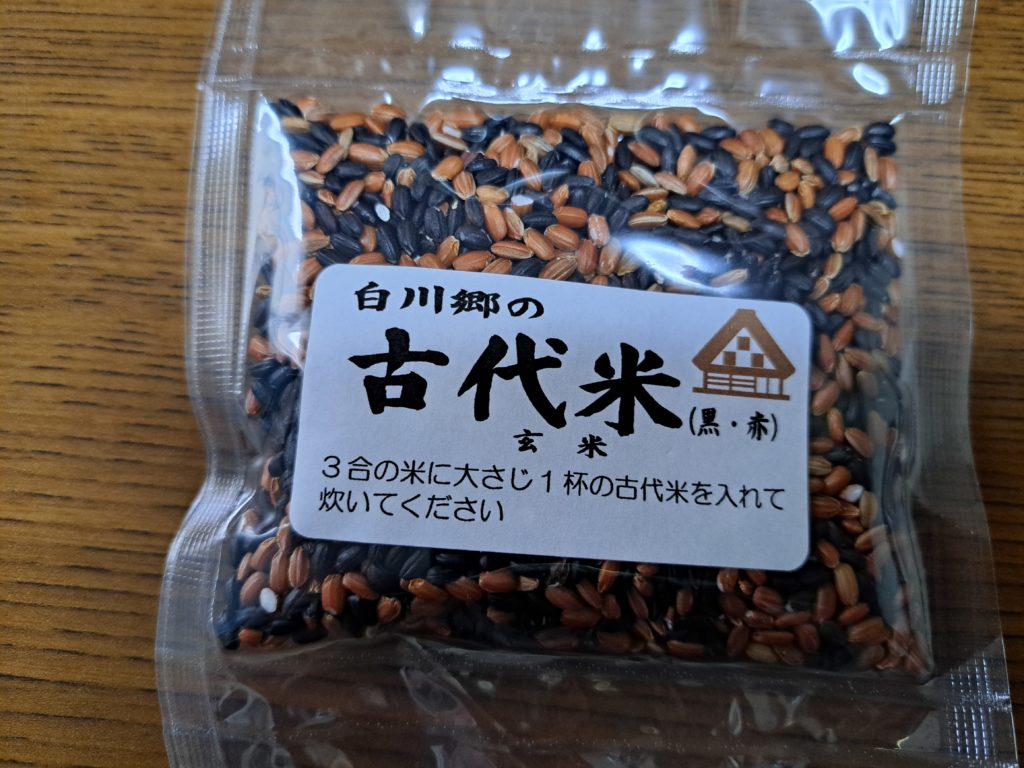 白川郷の
古代米
(黒・赤)
玄米
3合の米に大さじ1杯の古代米を入れて
炊いてください